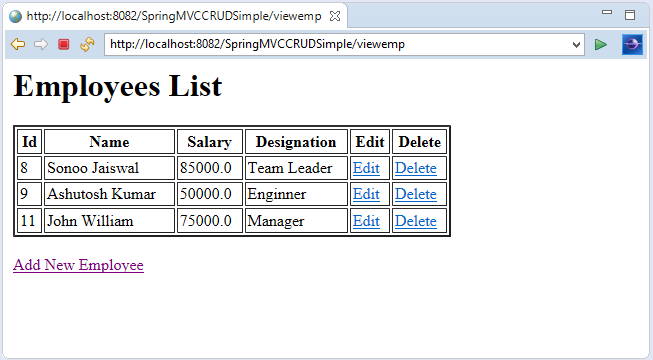 http://localhost:8082/SpringMVCCRUDSimple/viewemp
http://localhost:8082/SpringMVCCRUDSimple/viewemp
Employees List
Id Name Salary Designation Edit Delete
8 Sonoo Jaiswal 85000.0 Team Leader Edit Delete
9 Ashutosh Kumar 50000.0 Enginner Edit Delete
11 John William 75000.0 Manager Edit Delete
Add New Employee